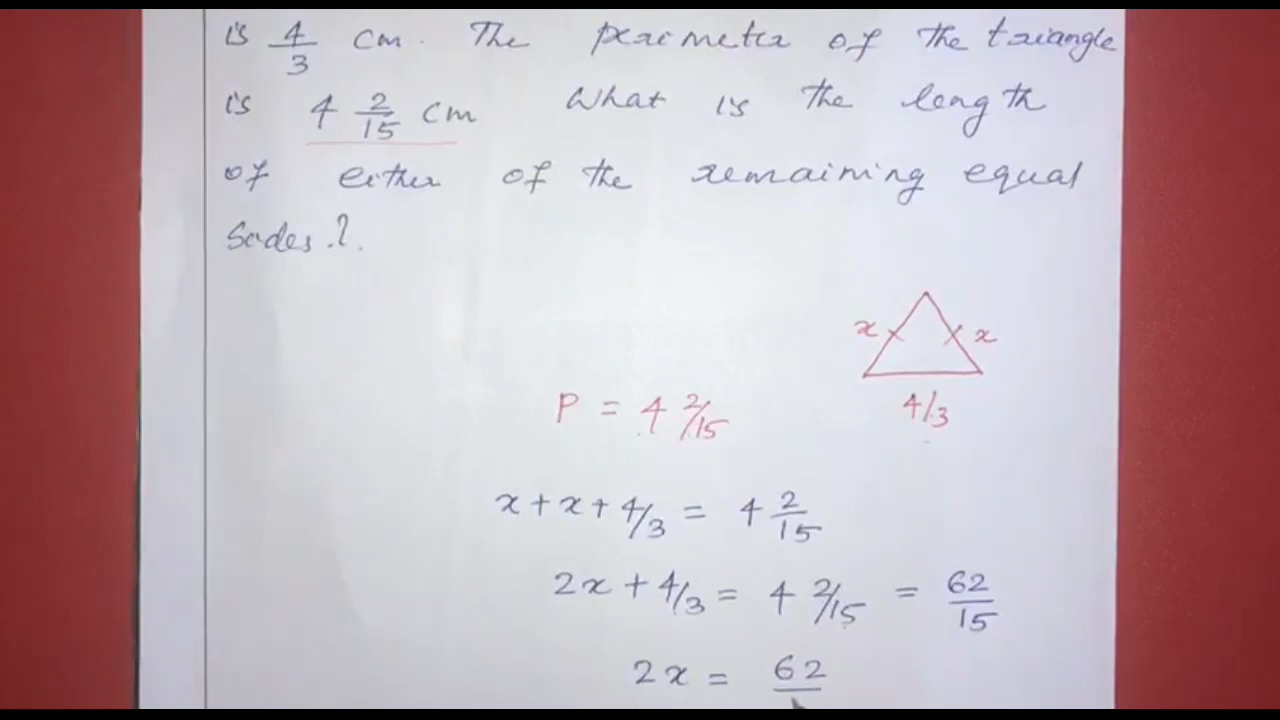 is 4/3 cm. The perimeter of the triangle
is 4 2/15 cm What is the length
of either of the remaining equal
Sades.?.
x x
4/3
P = 4 2/15
x + x + 4/3 = 4 2/15
2x + 4/3 = 4 2/15 = 62/15
2x = 62